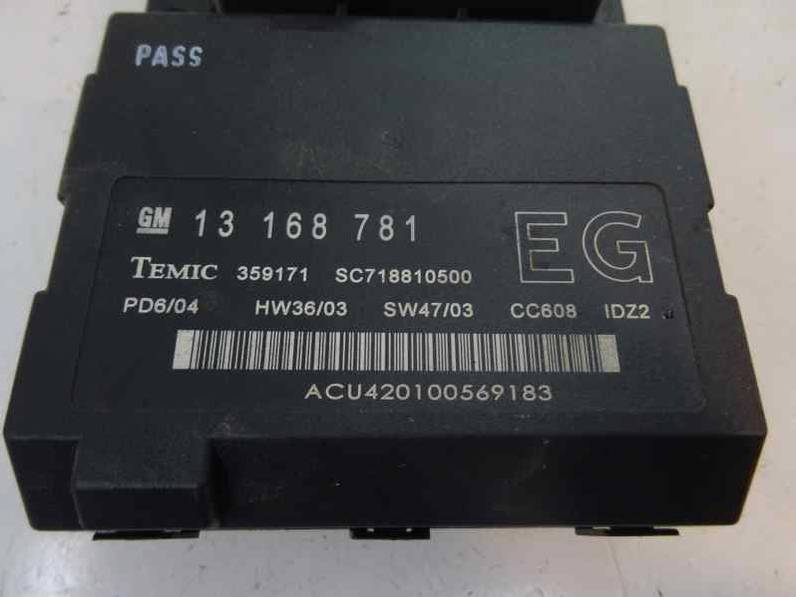 PASS
GM 13 168 781 EG
TEMIC 359171 SC718810500
PD6/04 HW36/03 SW47/03 CC608 IDZ2
ACU420100569183